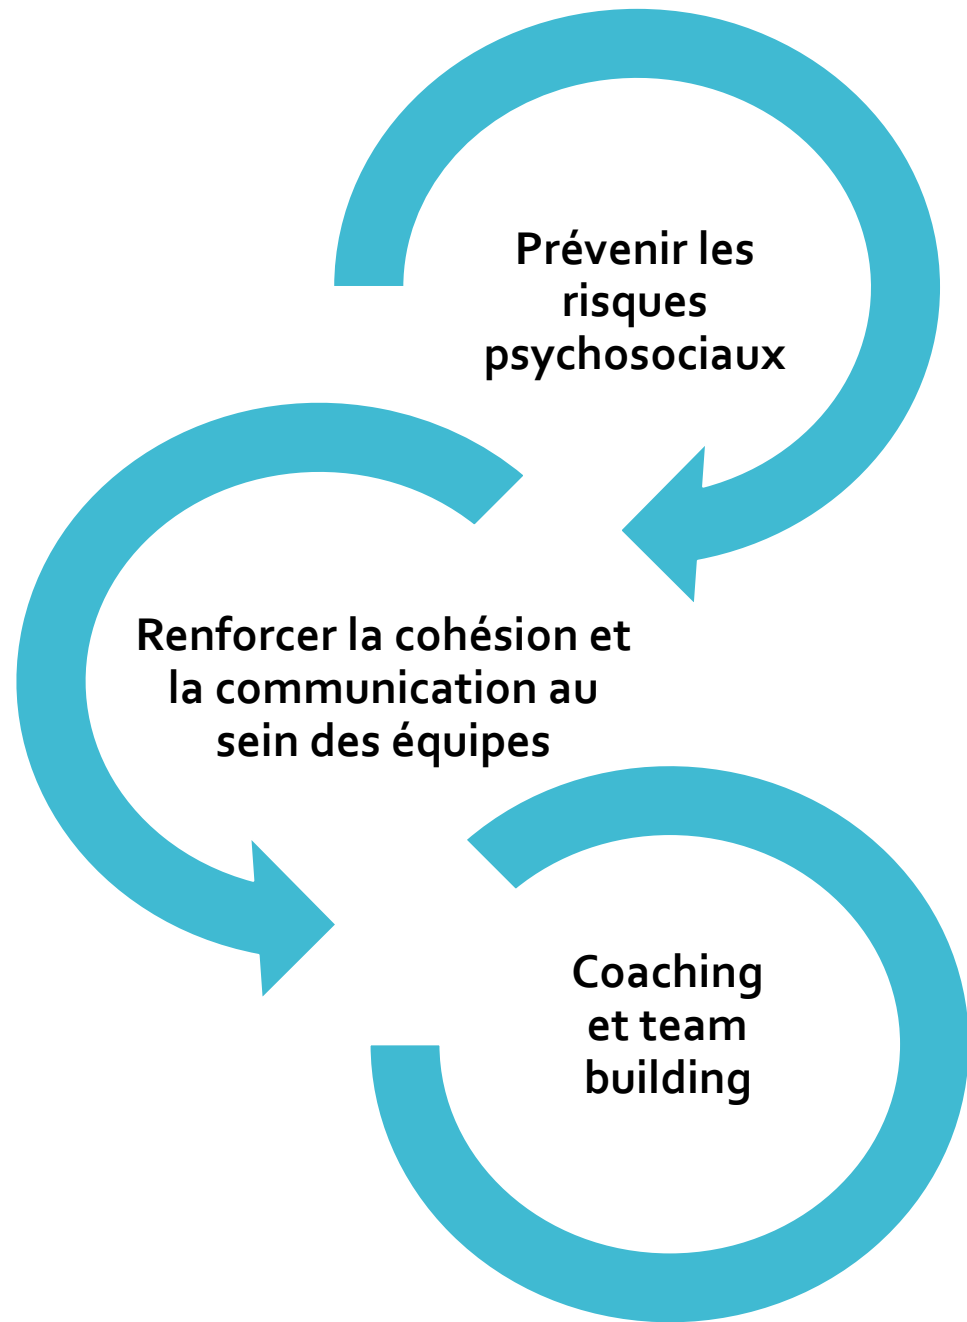 Prévenir les
risques
psychosociaux
Renforcer la cohésion et
la communication au
sein des équipes
Coaching
et team
building